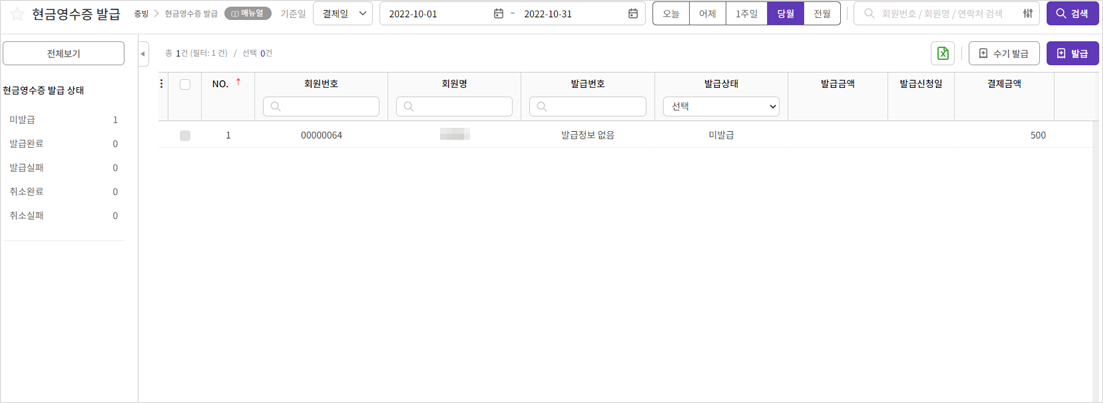 현금영수증 발급 증빙 > 현금영수증 발급 매뉴얼 기준일 결제일 2022-10-01 ~ 2022-10-31 오늘 어제 1주일 당월 전월 회원번호 / 회원명 / 연락처 검색 검색
전체보기
총 1건 (필터: 1 건) / 선택 0건 수기 발급 발급
현금영수증 발급 상태
미발급 1
발급완료 0
발급실패 0
취소완료 0
취소실패 0
NO. ↑ 회원번호 회원명 발급번호 발급상태 발급금액 발급신청일 결제금액
선택
1 00000064 발급정보 없음 미발급 500